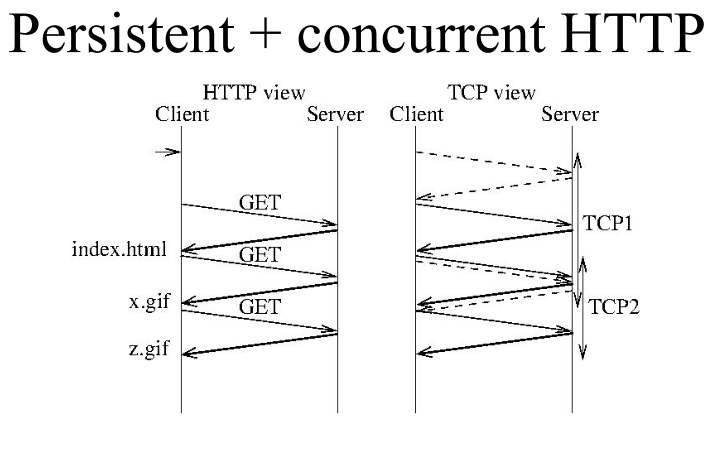 Persistent + concurrent HTTP
HTTP view
TCP view
Client
Server
Client
Server
GET
TCP1
index.html
GET
x.gif
GET
TCP2
z.gif